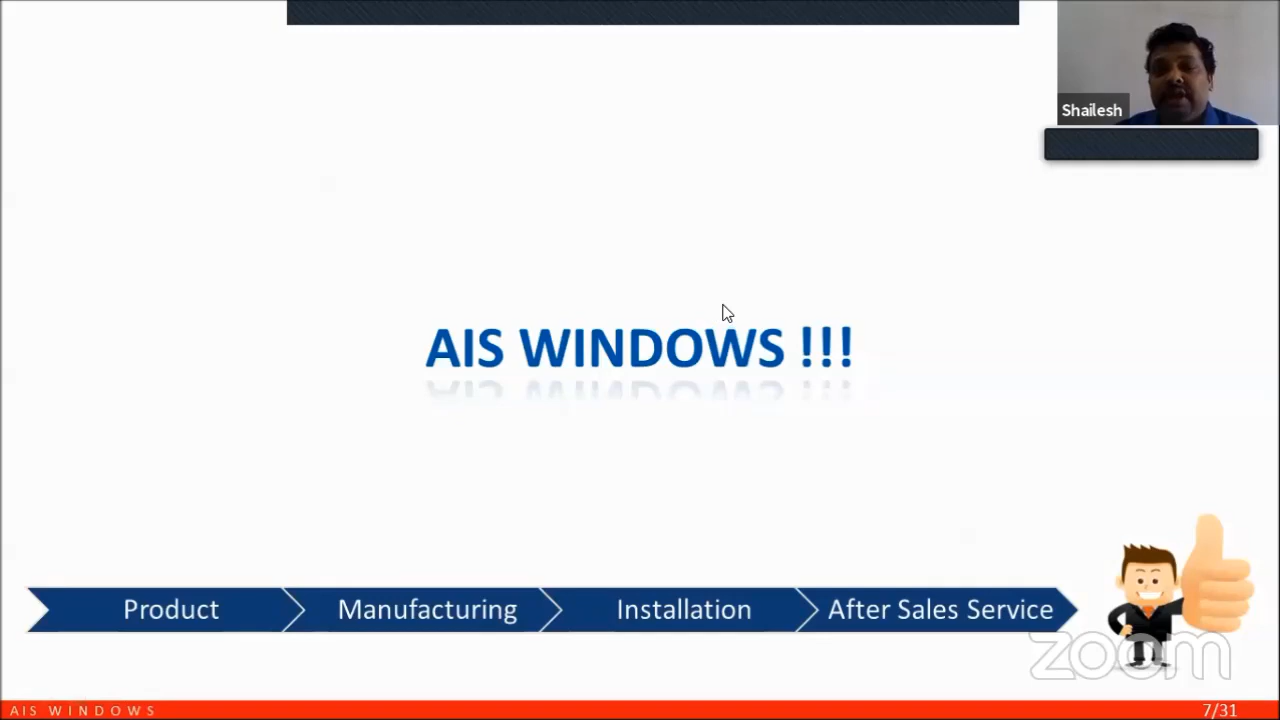 Shailesh
AIS WINDOWS !!!
Product
Manufacturing
Installation
After Sales Service
zoom
AIS WINDOWS
7/31